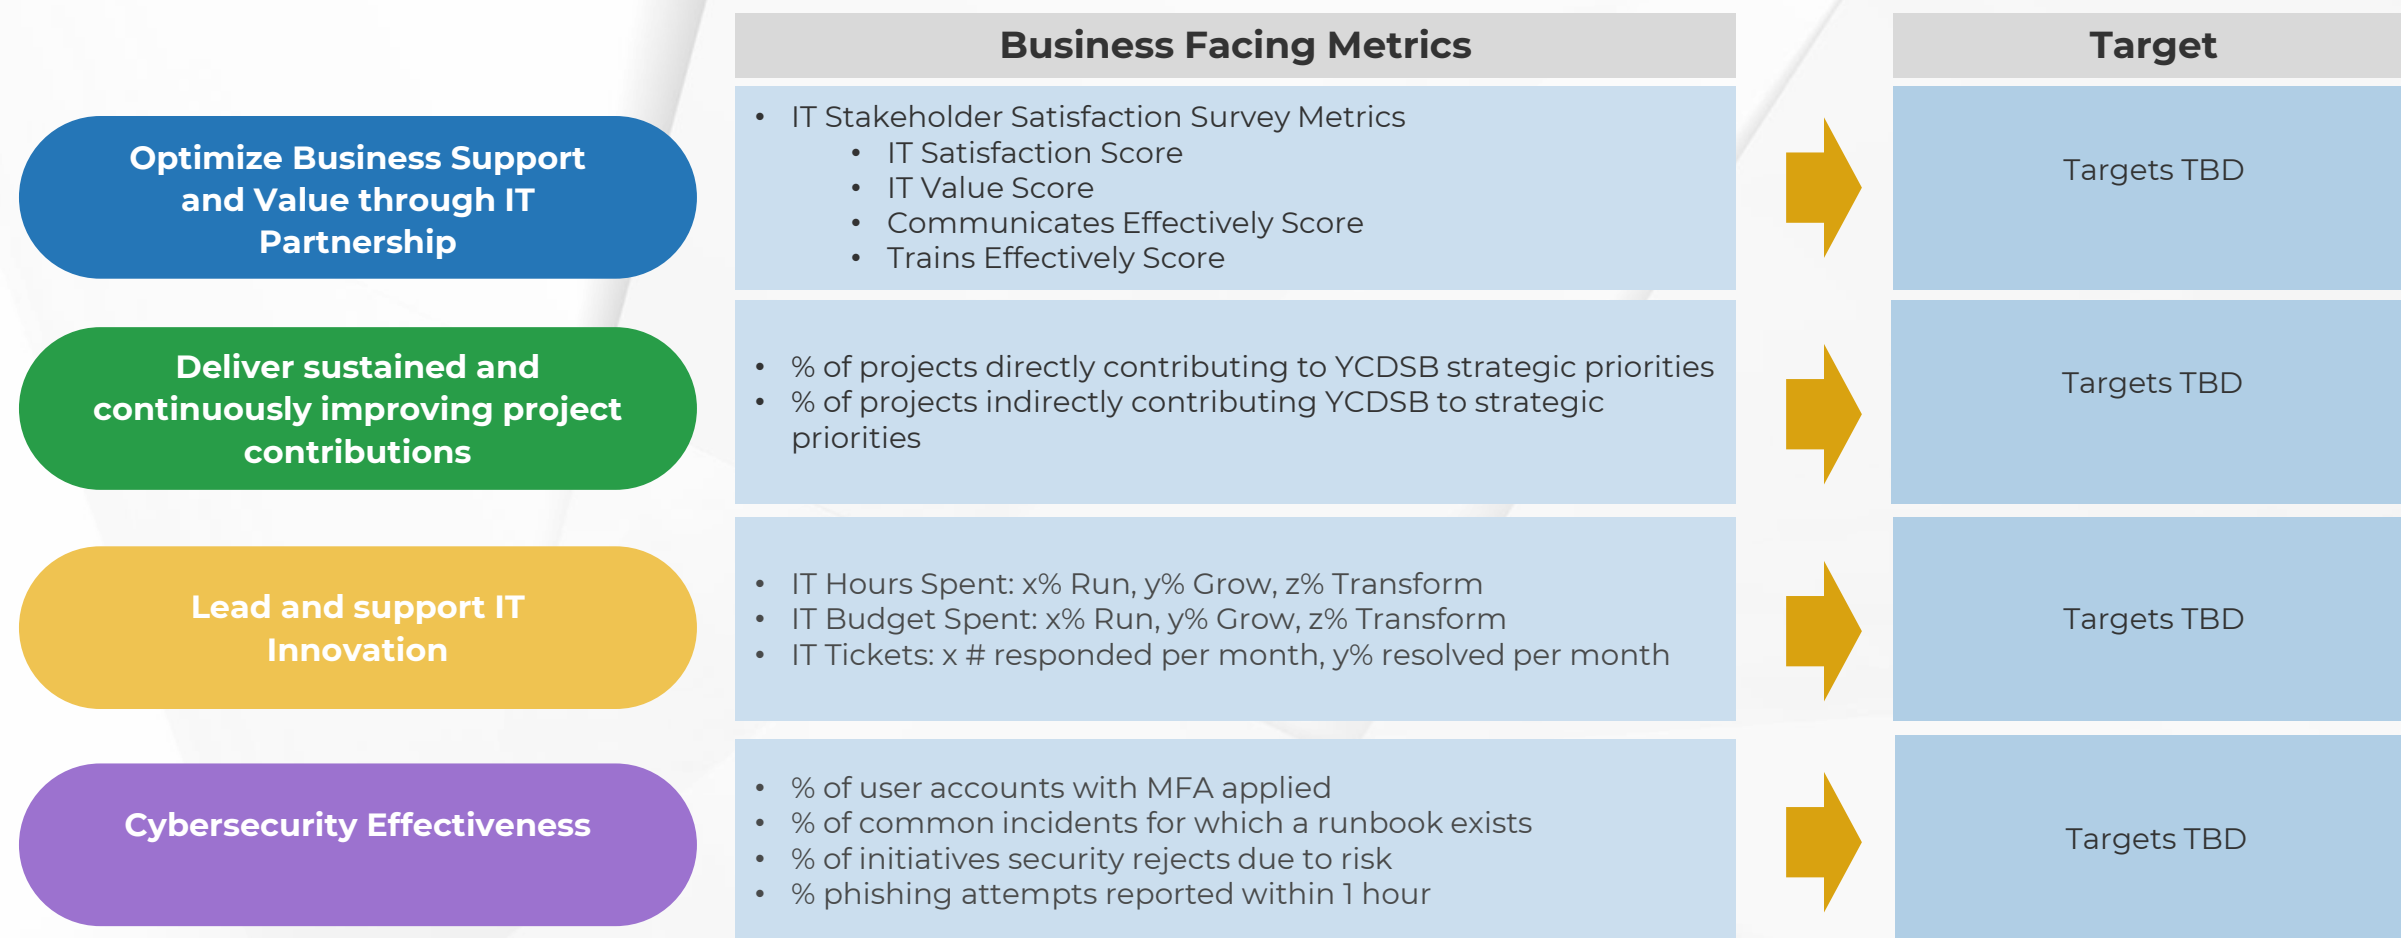 Business Facing Metrics
Target
Optimize Business Support
and Value through IT
Partnership
• IT Stakeholder Satisfaction Survey Metrics
• IT Satisfaction Score
• IT Value Score
• Communicates Effectively Score
• Trains Effectively Score
Targets TBD
Deliver sustained and
continuously improving project
contributions
• % of projects directly contributing to YCDSB strategic priorities
• % of projects indirectly contributing YCDSB to strategic
priorities
Targets TBD
Lead and support IT
Innovation
• IT Hours Spent: x% Run, y% Grow, z% Transform
• IT Budget Spent: x% Run, y% Grow, z% Transform
• IT Tickets: x # responded per month, y% resolved per month
Targets TBD
Cybersecurity Effectiveness
• % of user accounts with MFA applied
• % of common incidents for which a runbook exists
• % of initiatives security rejects due to risk
• % phishing attempts reported within 1 hour
Targets TBD